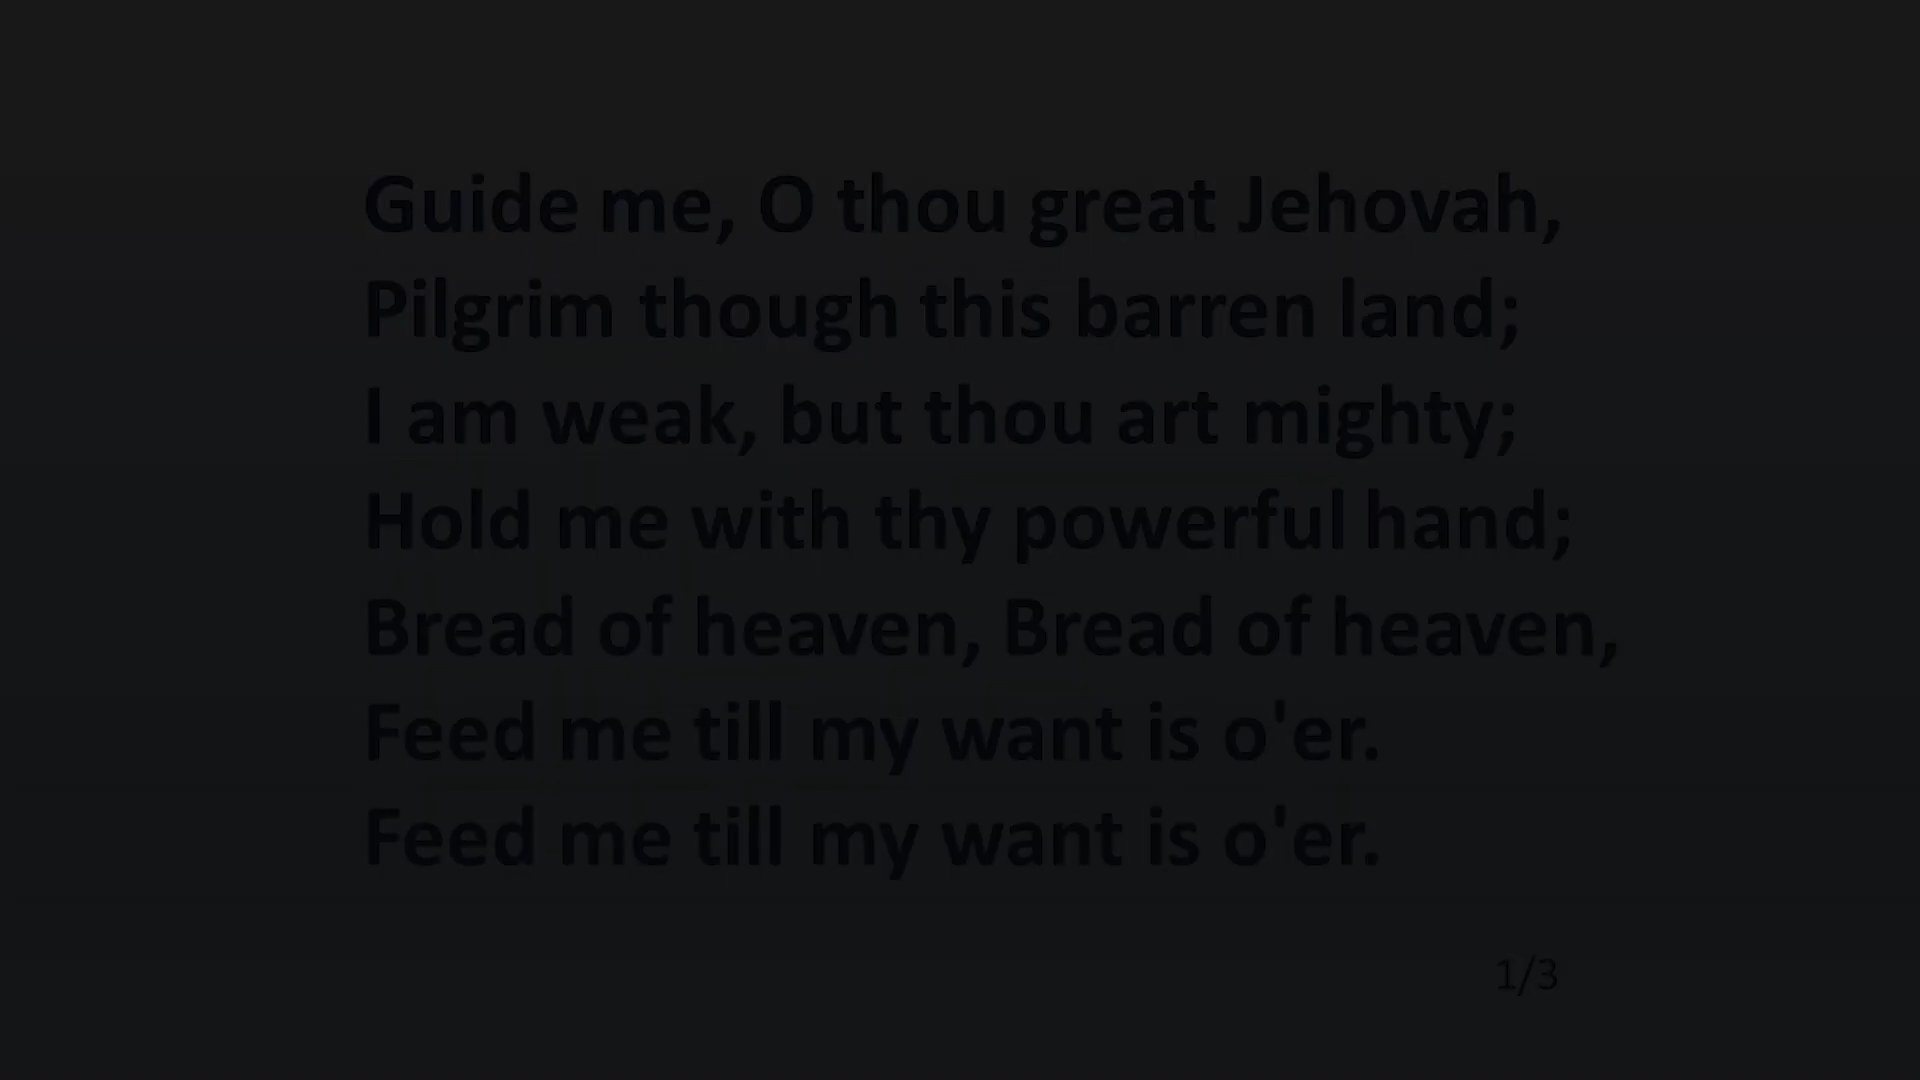 Guide me, O thou great Jehovah,
Pilgrim though this barren land;
I am weak, but thou art mighty;
Hold me with thy powerful hand;
Bread of heaven, Bread of heaven,
Feed me till my want is o'er.
Feed me till my want is o'er.
1/3